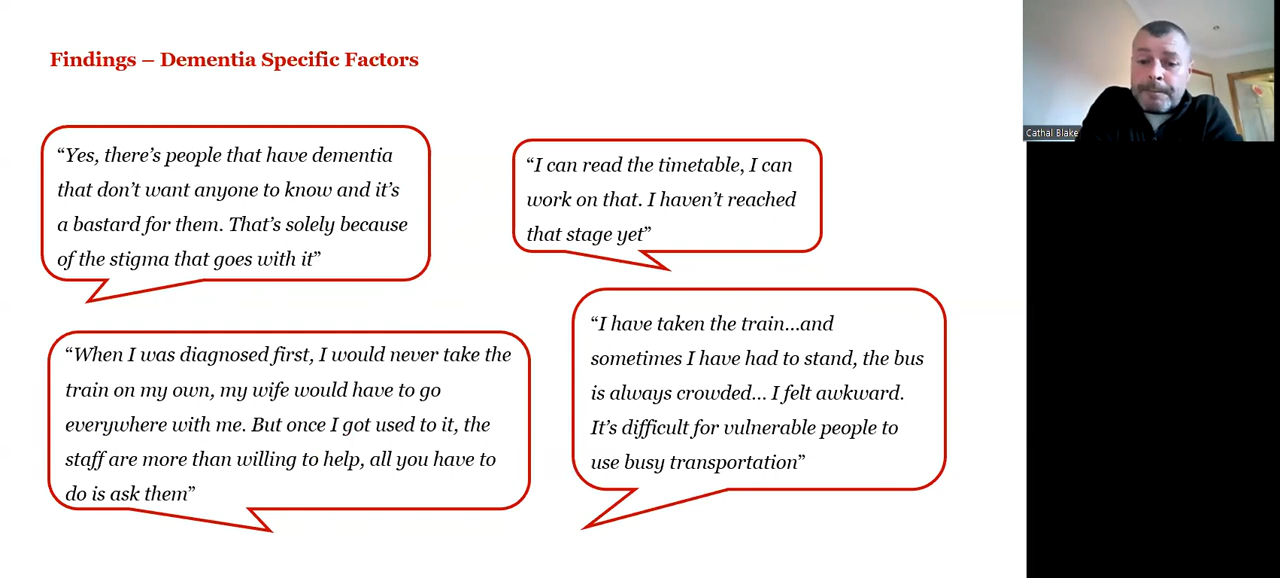 Findings – Dementia Specific Factors
“Yes, there’s people that have dementia
that don’t want anyone to know and it’s
a bastard for them. That’s solely because
of the stigma that goes with it”
“I can read the timetable, I can
work on that. I haven’t reached
that stage yet”
“When I was diagnosed first, I would never take the
train on my own, my wife would have to go
everywhere with me. But once I got used to it, the
staff are more than willing to help, all you have to
do is ask them”
“I have taken the train…and
sometimes I have had to stand, the bus
is always crowded… I felt awkward.
It’s difficult for vulnerable people to
use busy transportation”
Cathal Blake